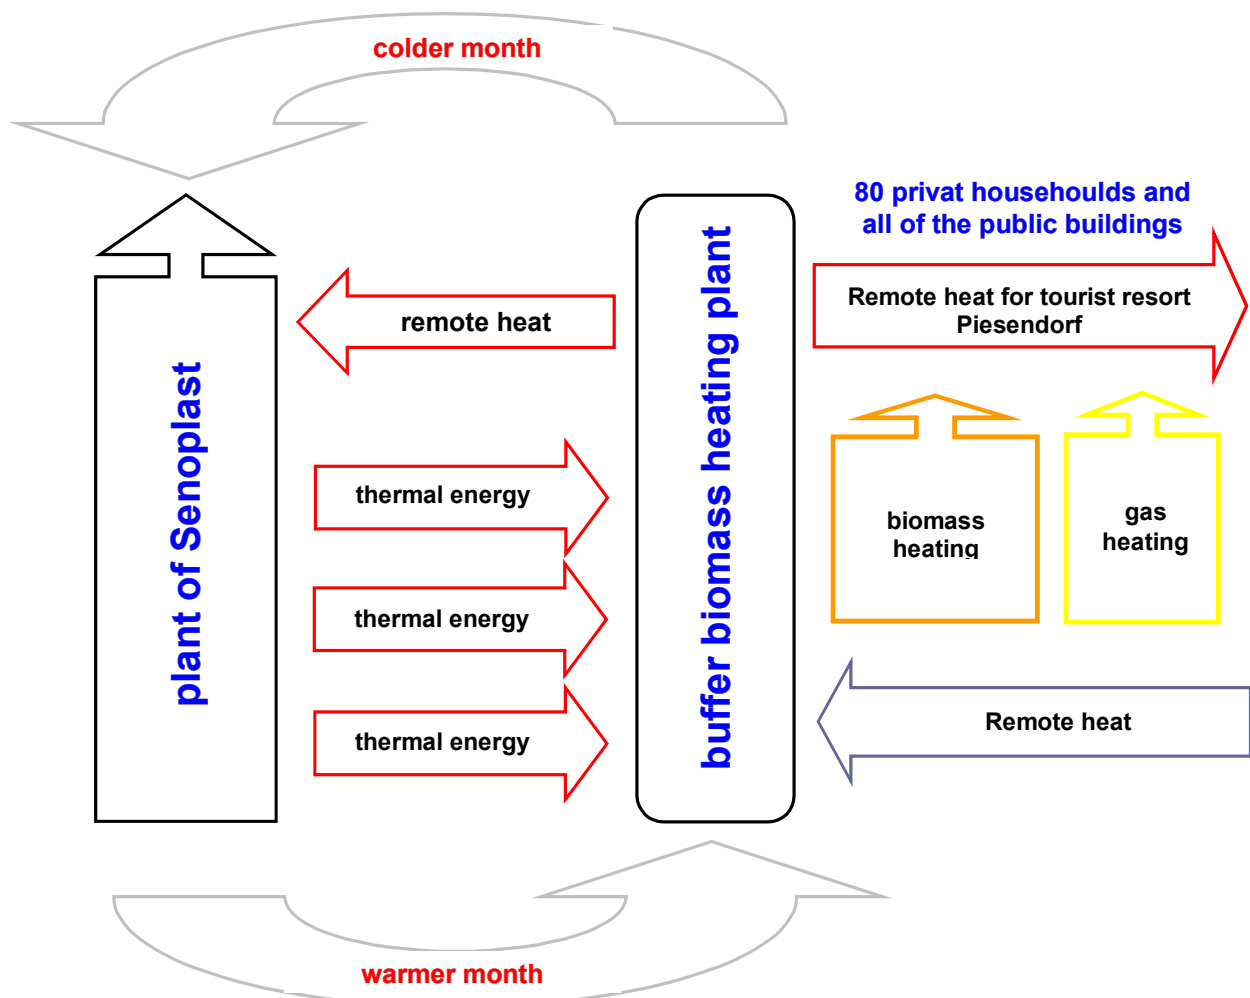 colder month
80 privat househoulds and
all of the public buildings
plant of Senoplast
remote heat
buffer biomass heating plant
Remote heat for tourist resort
Piesendorf
thermal energy
biomass
heating
gas
heating
thermal energy
thermal energy
Remote heat
warmer month